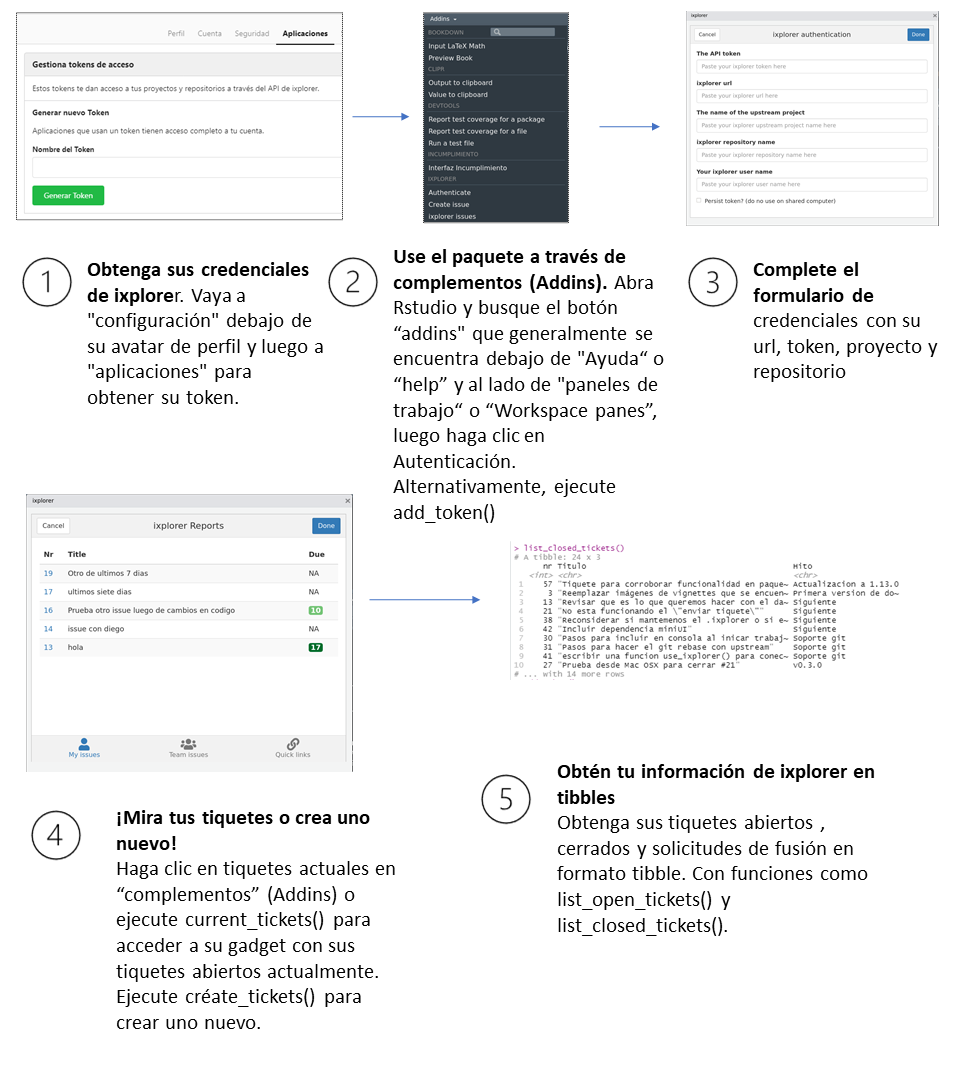 Perfil Cuenta Seguridad Aplicaciones
Gestiona tokens de acceso
Estos tokens te dan acceso a tus proyectos y repositorios a través del API de ixplorer.
Generar nuevo Token
Aplicaciones que usan un token tienen acceso completo a tu cuenta.
Nombre del Token
Generar Token
Addins
BOOKDOWN
Input LaTeX Math
Preview Book
CLIPR
Output to clipboard
Value to clipboard
DEVTOOLS
Report test coverage for a package
Report test coverage for a file
Run a test file
INCUMPLIMIENTO
Interfaz Incumplimiento
IXPLORER
Authenticate
Create issue
ixplorer issues
ixplorer
Cancel ixplorer authentication Done
The API token
Paste your ixplorer token here
ixplorer url
Paste your ixplorer url here
The name of the upstream project
Paste your ixplorer upstream project name here
ixplorer repository name
Paste your ixplorer repository name here
Your ixplorer user name
Paste your ixplorer user name here
Persist token? (do no use on shared computer)
1
Obtenga sus credenciales
de ixplorer. Vaya a
"configuración" debajo de
su avatar de perfil y luego a
"aplicaciones" para
obtener su token.
2
Use el paquete a través de
complementos (Addins). Abra
Rstudio y busque el botón
“addins" que generalmente se
encuentra debajo de "Ayuda“ o
“help” y al lado de "paneles de
trabajo“ o “Workspace panes”,
luego haga clic en
Autenticación.
Alternativamente, ejecute
add_token()
3
Complete el
formulario de
credenciales con su
url, token, proyecto y
repositorio
ixplorer
Cancel ixplorer Reports Done
Nr Title Due
19 Otro de ultimos 7 dias NA
17 ultimos siete dias NA
16 Prueba otro issue luego de cambios en codigo 10
14 issue con diego NA
13 hola 17
My issues Team issues Quick links
> list_closed_tickets()
# A tibble: 24 x 3
nr Titulo Hito
<int> <chr> <chr>
1 57 "Tiquete para corroborar funcionalidad en paque~ Actualizacion a 1.13.0
2 3 "Reemplazar imágenes de vignettes que se encuen~ Primera version de do~
3 13 "Revisar que es lo que queremos hacer con el da~ Siguiente
4 21 "No esta funcionando el \"enviar tiquete\"" Siguiente
5 38 "Reconsiderar si mantenemos el .ixplorer o si e~ Siguiente
6 42 "Incluir dependencia miniUI" Siguiente
7 30 "Pasos para incluir en consola al inicar trabaj~ Soporte git
8 31 "Pasos para hacer el git rebase con upstream" Soporte git
9 41 "escribir una funcion use_ixplorer() para conec~ Soporte git
10 27 "Prueba desde Mac OSX para cerrar #21" v0.3.0
# ... with 14 more rows
4
¡Mira tus tiquetes o crea uno
nuevo!
Haga clic en tiquetes actuales en
“complementos” (Addins) o
ejecute current_tickets() para
acceder a su gadget con sus
tiquetes abiertos actualmente.
Ejecute créate_tickets() para
crear uno nuevo.
5
Obtén tu información de ixplorer en
tibbles
Obtenga sus tiquetes abiertos ,
cerrados y solicitudes de fusión en
formato tibble. Con funciones como
list_open_tickets() y
list_closed_tickets().